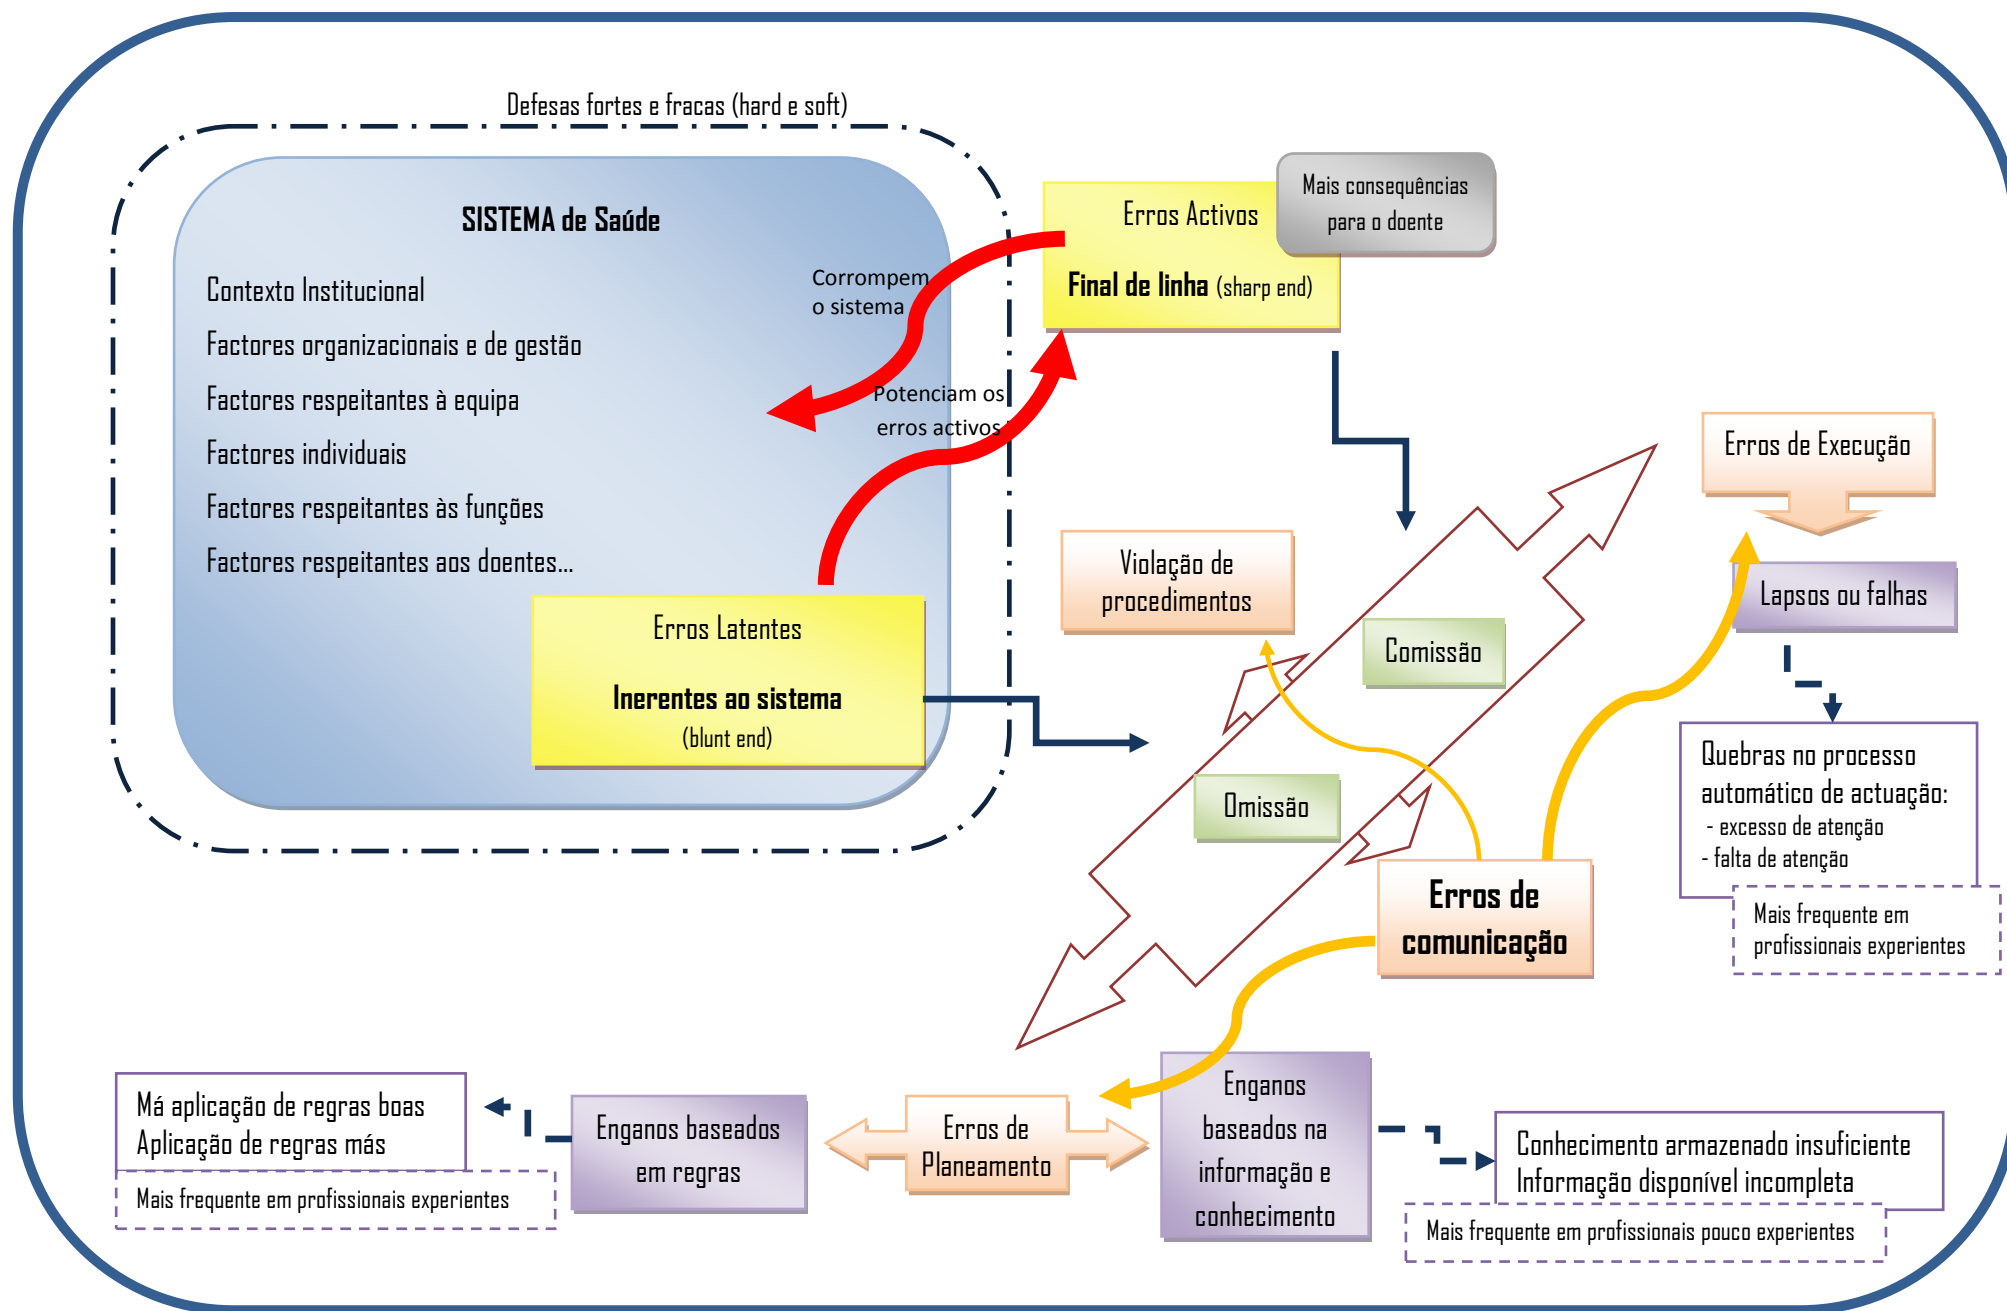 Defesas fortes e fracas (hard e soft)
SISTEMA de Saúde
Contexto Institucional
Factores organizacionais e de gestão
Factores respeitantes à equipa
Factores individuais
Factores respeitantes às funções
Factores respeitantes aos doentes...
Erros Latentes
Inerentes ao sistema
(blunt end)
Corrompem
o sistema
Potenciam os
erros activos
Erros Activos
Final de linha (sharp end)
Mais consequências
para o doente
Violação de
procedimentos
Comissão
Omissão
Erros de Execução
Lapsos ou falhas
Quebras no processo
automático de actuação:
- excesso de atenção
- falta de atenção
Mais frequente em
profissionais experientes
Erros de
comunicação
Má aplicação de regras boas
Aplicação de regras más
Mais frequente em profissionais experientes
Enganos baseados
em regras
Erros de
Planeamento
Enganos
baseados na
informação e
conhecimento
Conhecimento armazenado insuficiente
Informação disponível incompleta
Mais frequente em profissionais pouco experientes